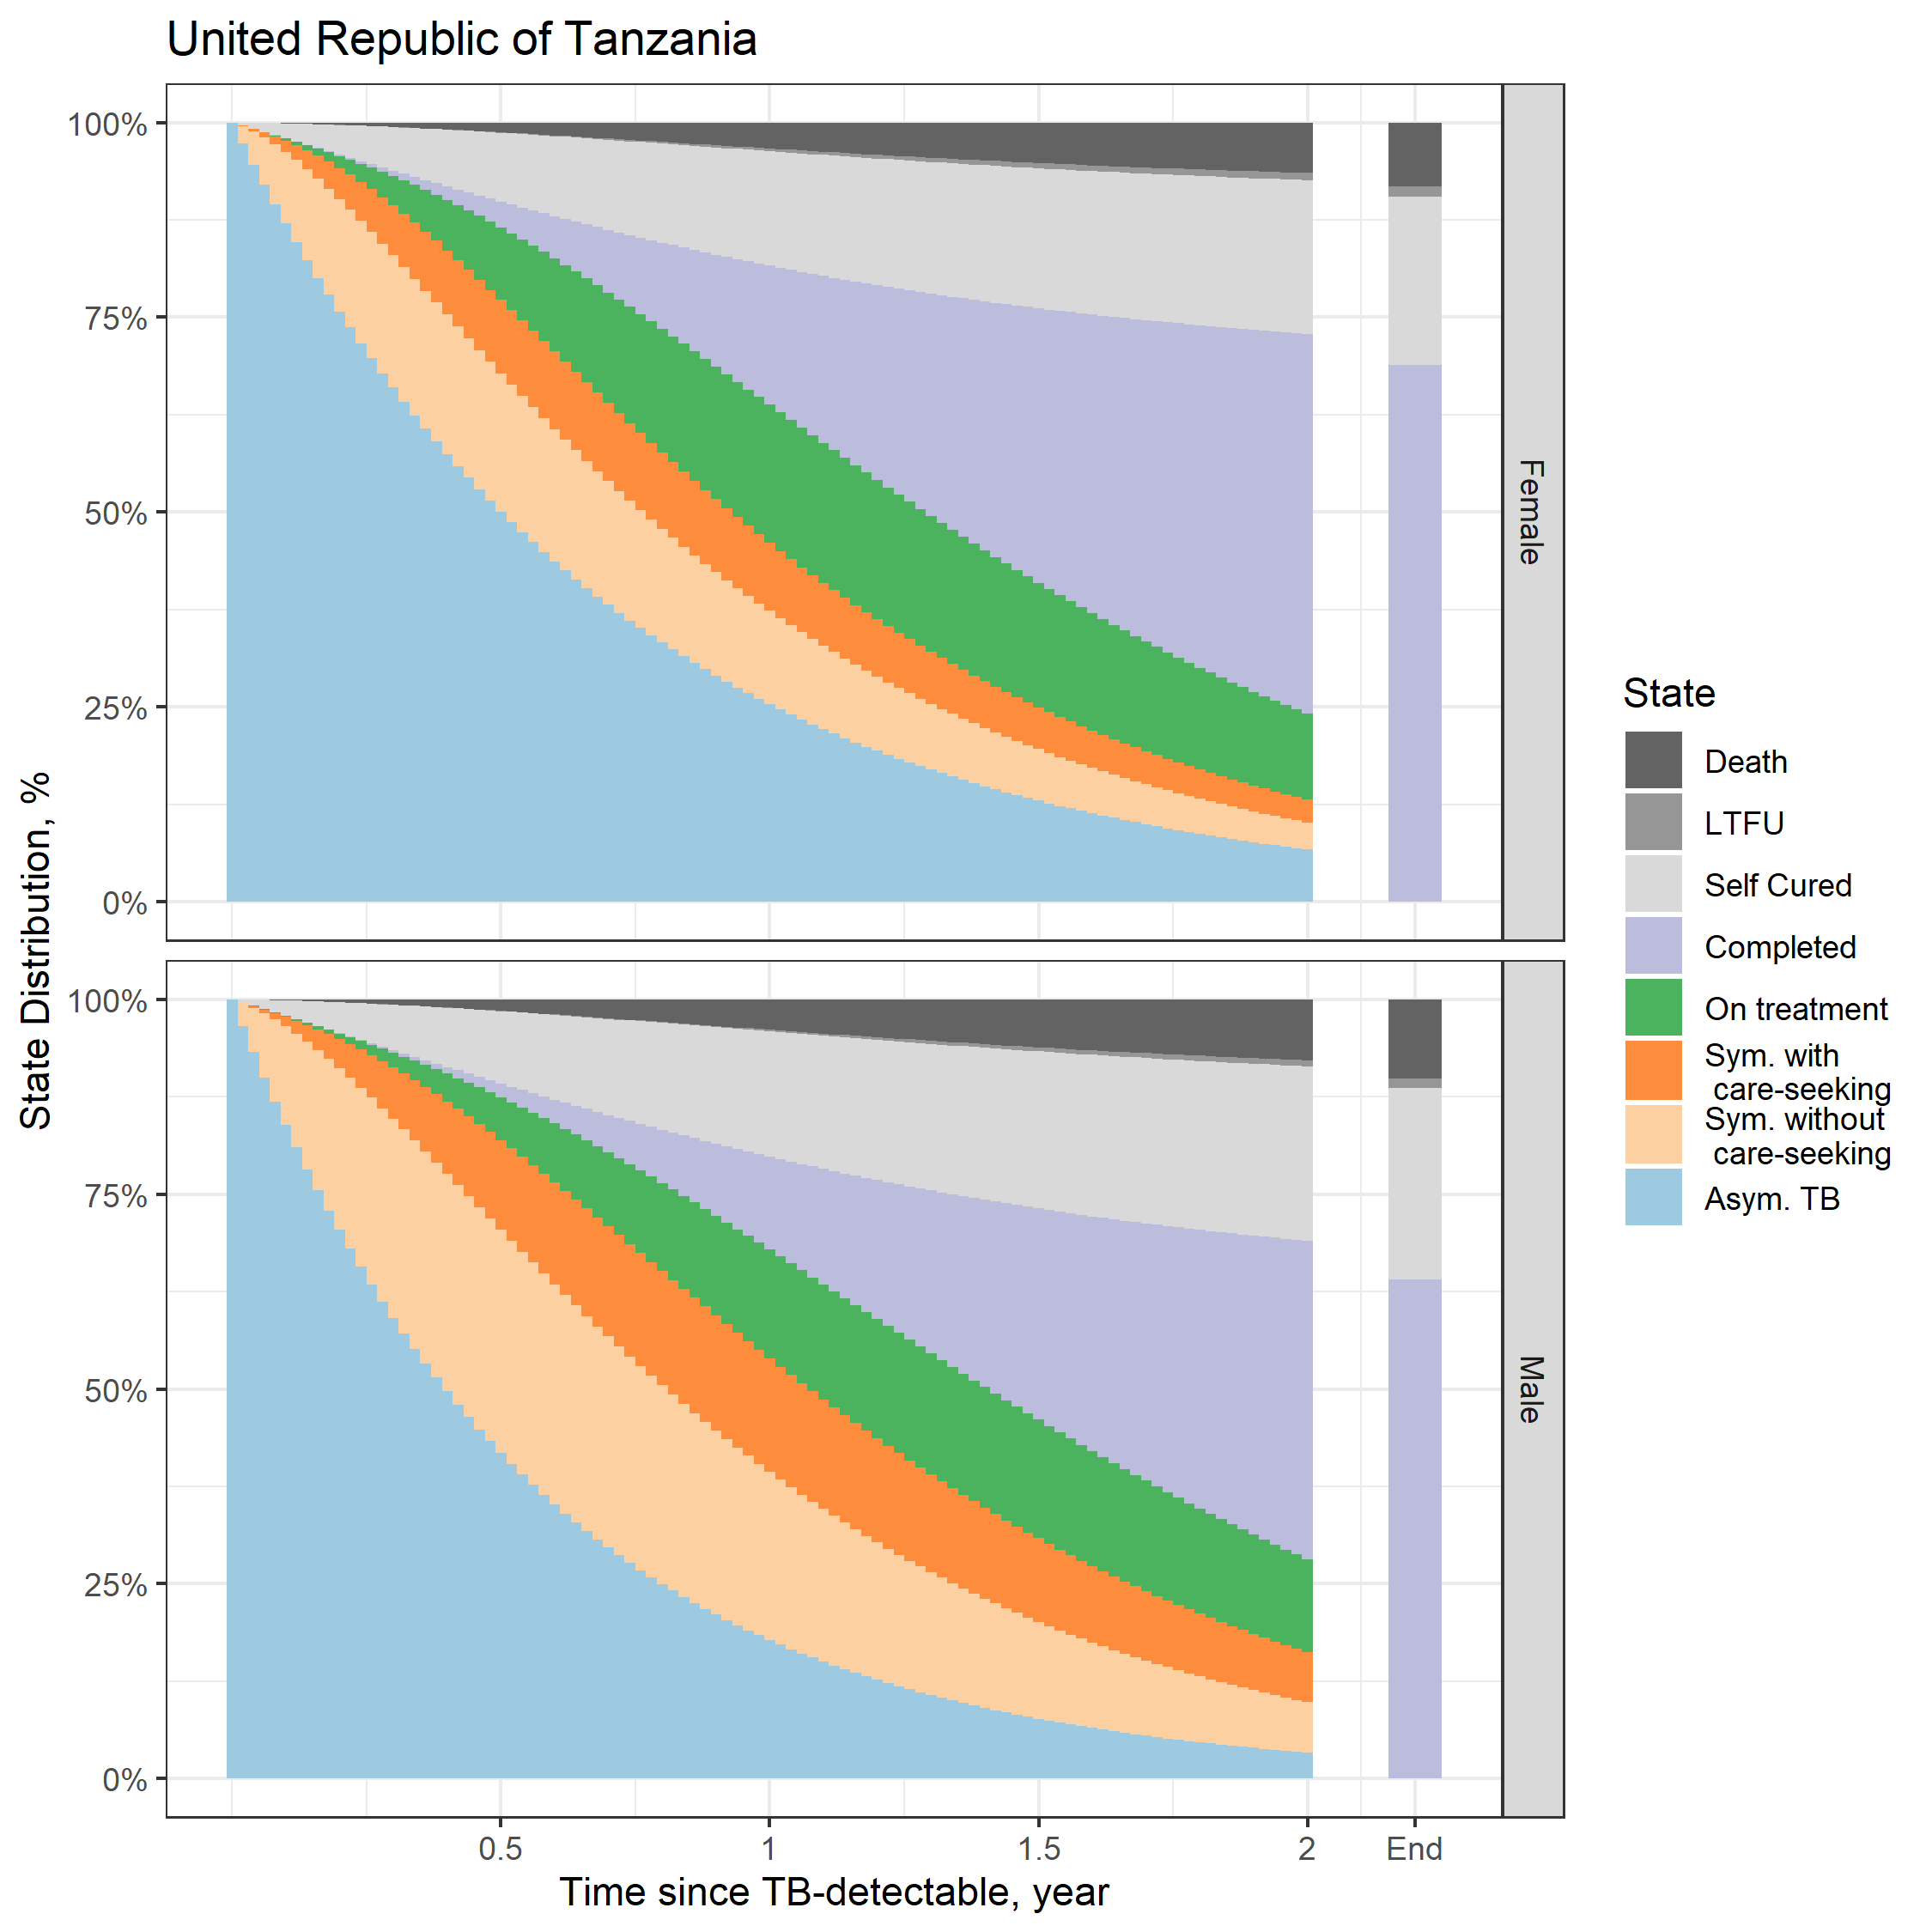 United Republic of Tanzania
State Distribution, %
100%
75%
50%
25%
0%
Female
100%
75%
50%
25%
0%
Male
0.5
1
1.5
2
End
Time since TB-detectable, year
State
Death
LTFU
Self Cured
Completed
On treatment
Sym. with
care-seeking
Sym. without
care-seeking
Asym. TB